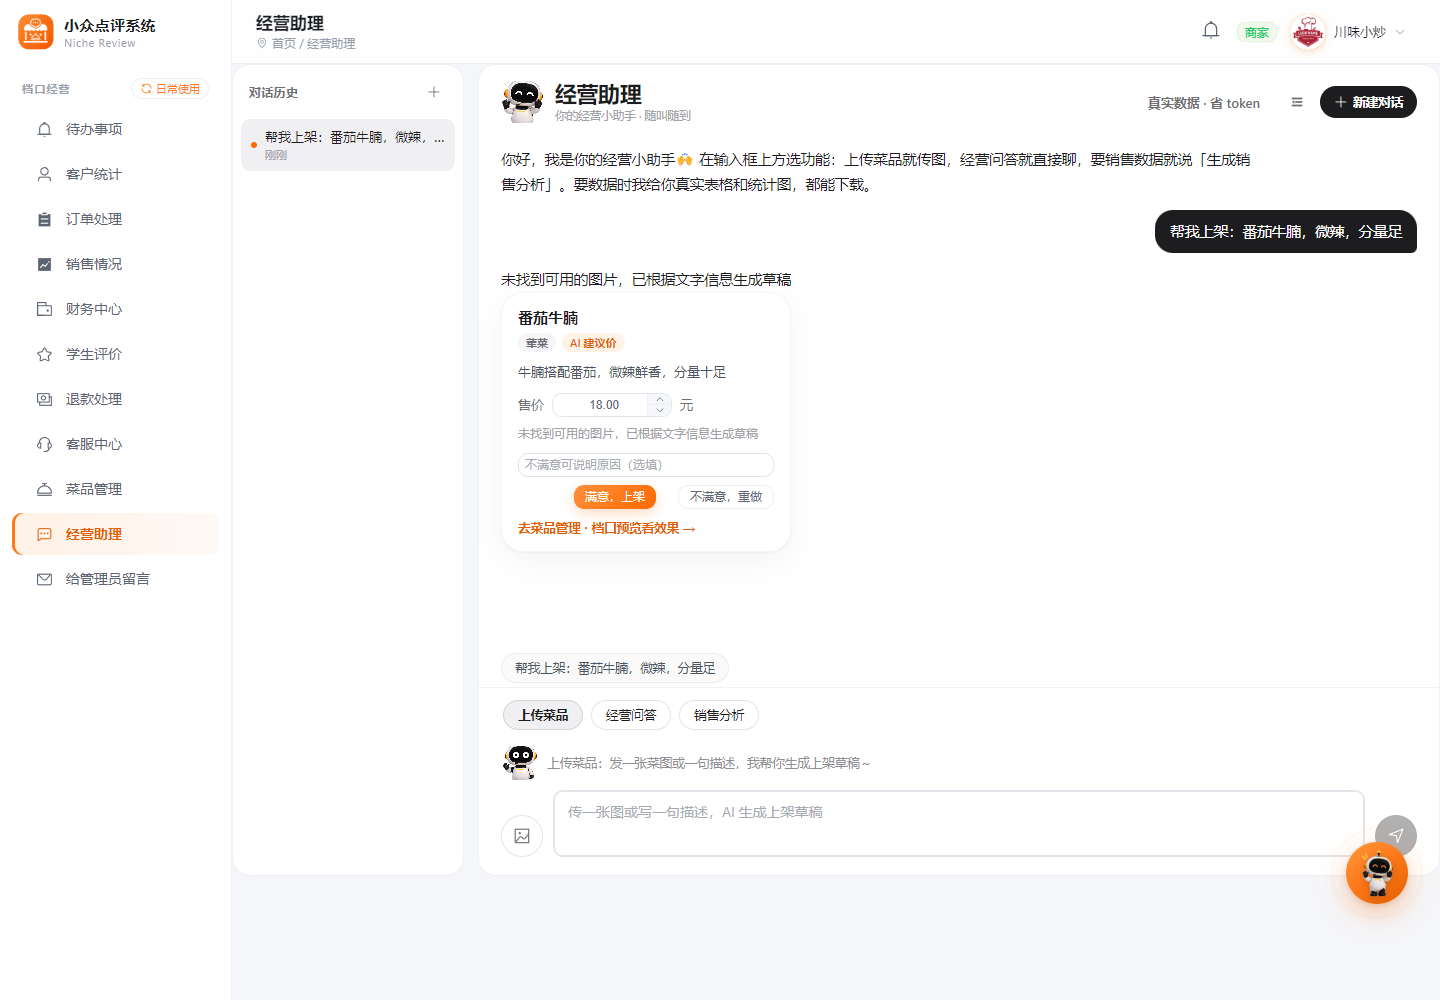 小众点评系统
Niche Review
档口经营
日常使用
待办事项
客户统计
订单处理
销售情况
财务中心
学生评价
退款处理
客服中心
菜品管理
经营助理
给管理员留言
经营助理
首页 / 经营助理
商家
川味小炒
对话历史
帮我上架：番茄牛腩，微辣，...
刚刚
经营助理
你的经营小助手 · 随叫随到
真实数据 · 省 token
新建对话
你好，我是你的经营小助手🙌 在输入框上方选功能：上传菜品就传图，经营问答就直接聊，要销售数据就说「生成销
售分析」。要数据时我给你真实表格和统计图，都能下载。
帮我上架：番茄牛腩，微辣，分量足
未找到可用的图片，已根据文字信息生成草稿
番茄牛腩
荤菜
AI 建议价
牛腩搭配番茄，微辣鲜香，分量十足
售价 18.00 元
未找到可用的图片，已根据文字信息生成草稿
不满意可说明原因（选填）
满意，上架
不满意，重做
去菜品管理 · 档口预览看效果 →
帮我上架：番茄牛腩，微辣，分量足
上传菜品
经营问答
销售分析
上传菜品：发一张菜图或一句描述，我帮你生成上架草稿～
传一张图或写一句描述，AI 生成上架草稿